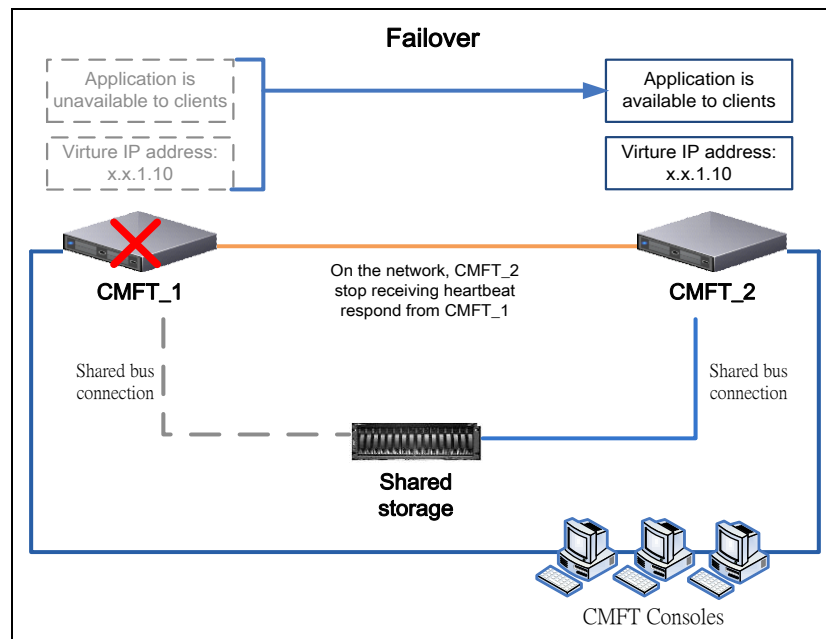 Failover
Application is
unavailable to clients
Application is
available to clients
Virture IP address:
x.x.1.10
Virture IP address:
x.x.1.10
On the network, CMFT_2
stop receiving heartbeat
respond from CMFT_1
CMFT_1
CMFT_2
Shared bus
connection
Shared bus
connection
Shared
storage
CMFT Consoles